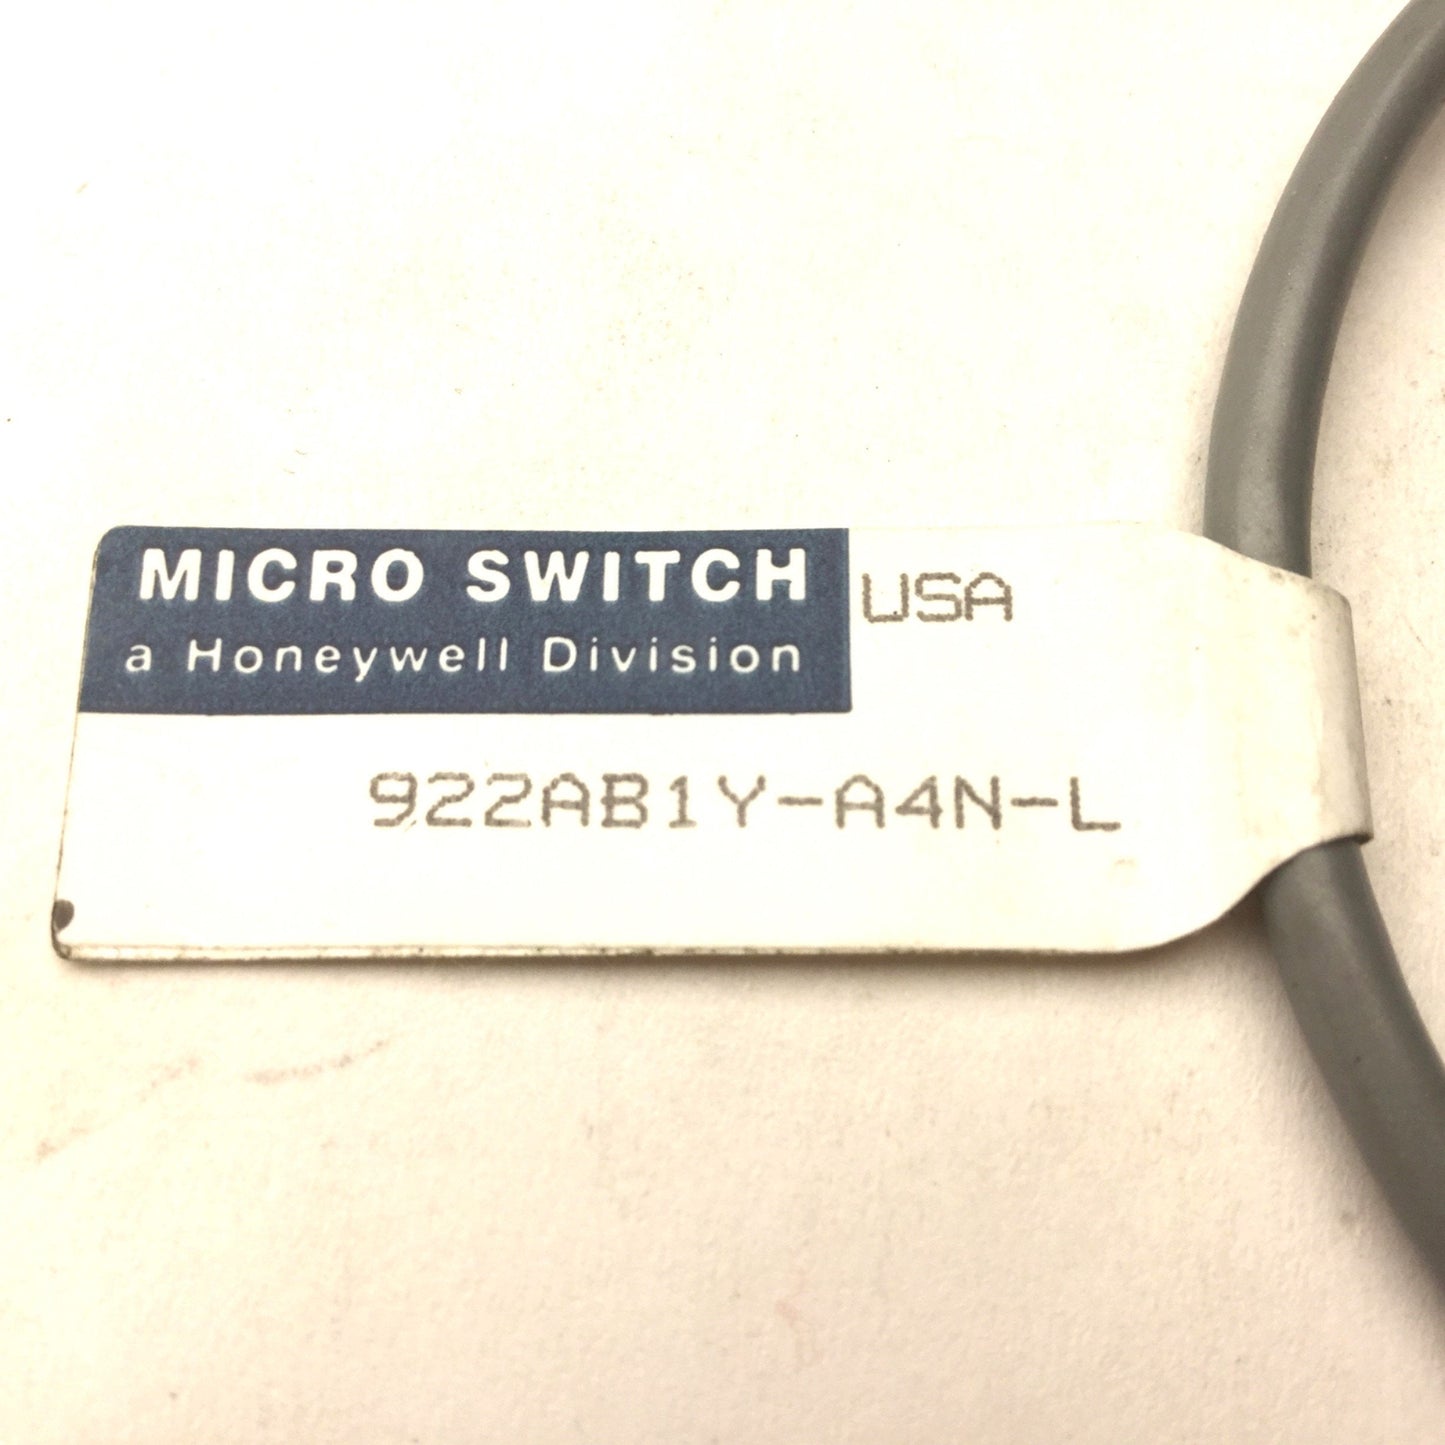 MICRO SWITCH
a Honeywell Division
USA
922AB1Y-A4N-L